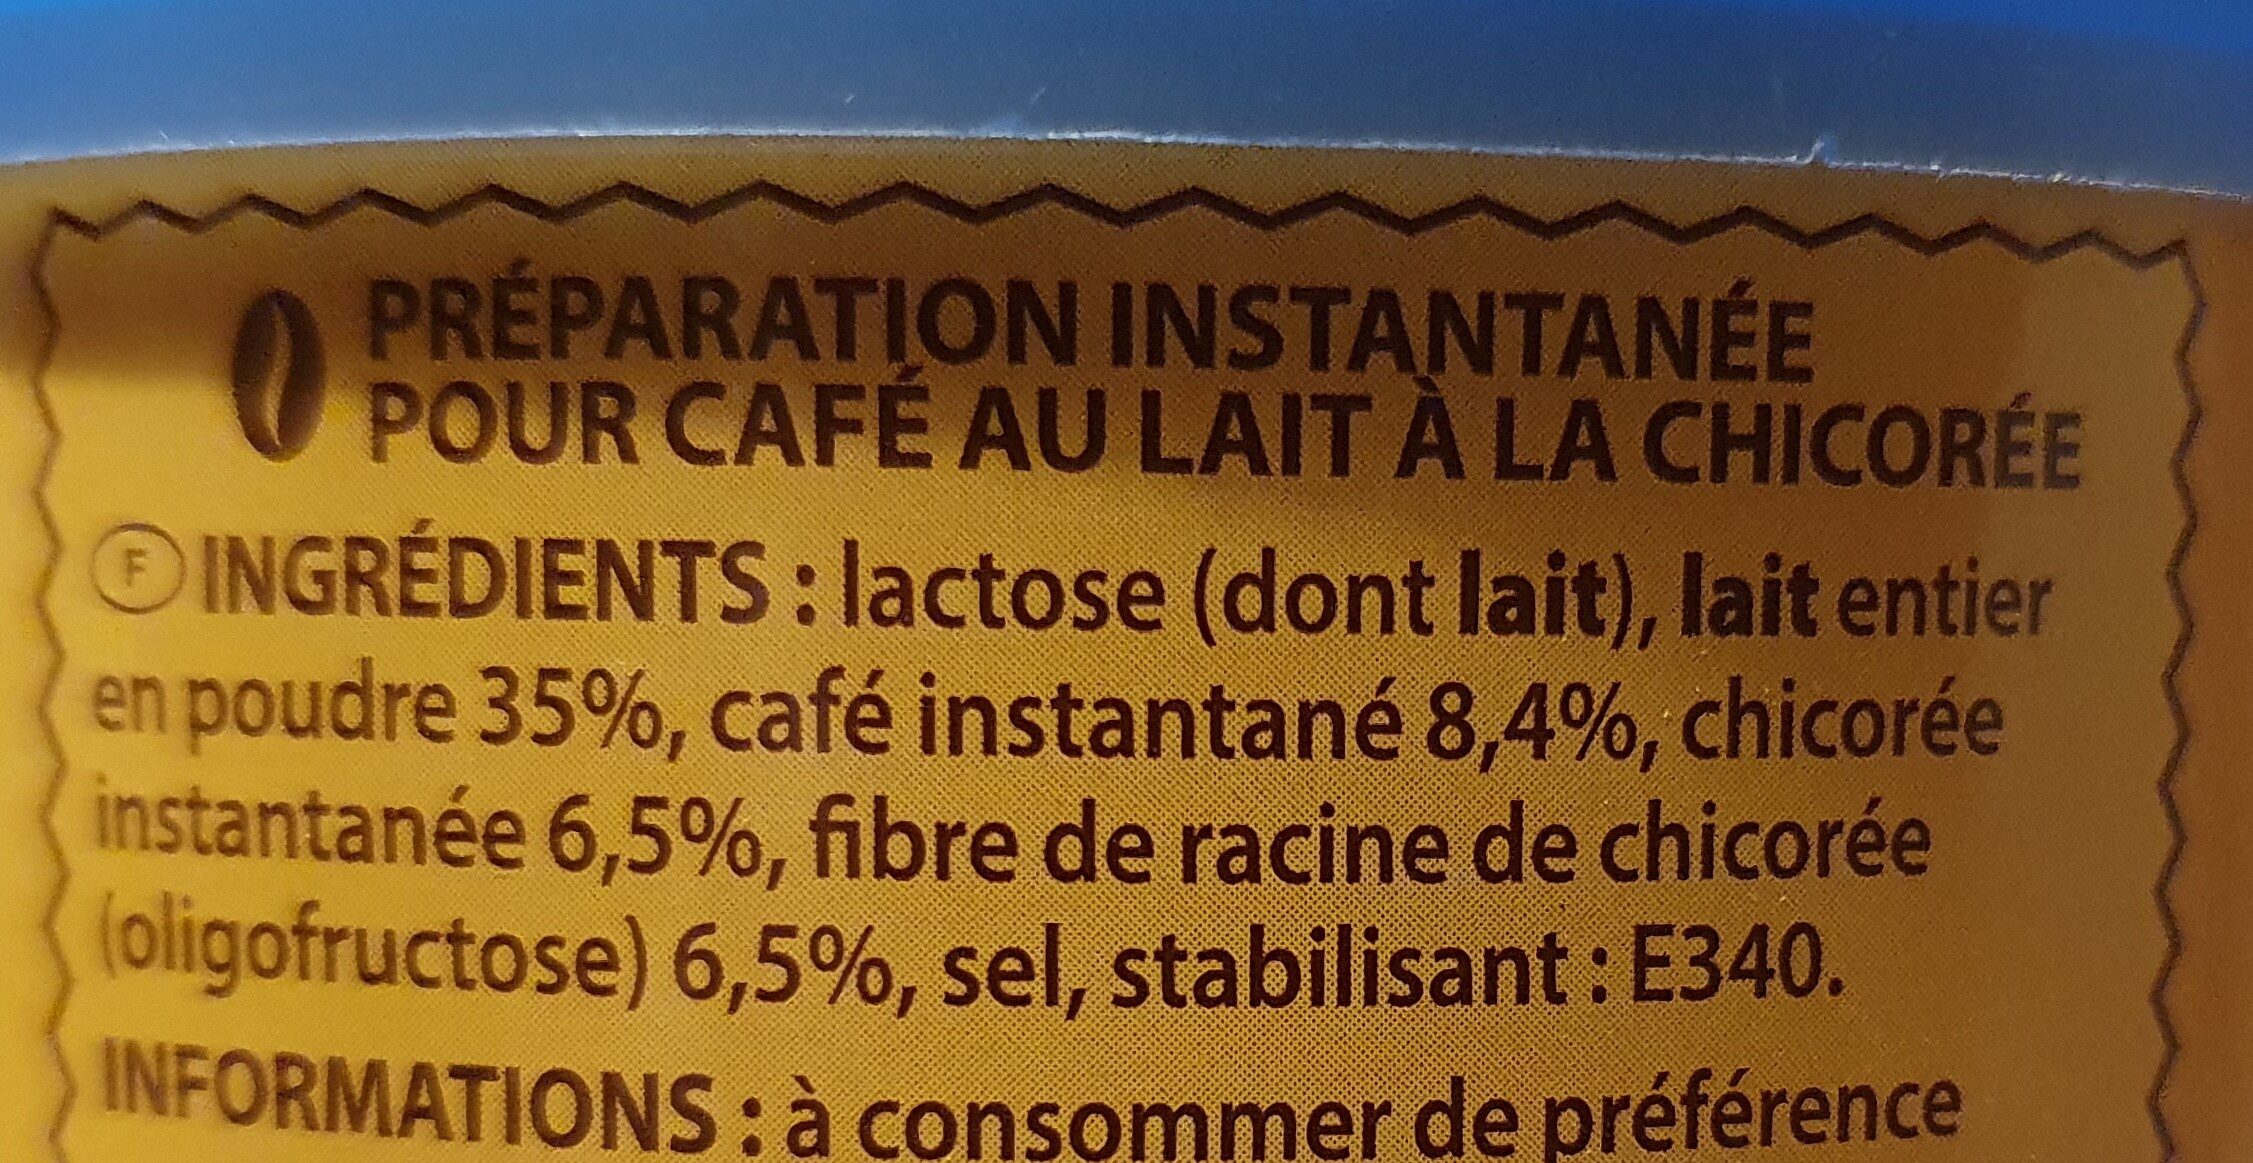 PRÉPARATION INSTANTANÉE
POUR CAFÉ AU LAIT À LA CHICORÉE
F INGRÉDIENTS : lactose (dont lait), lait entier
en poudre 35%, café instantané 8,4%, chicorée
instantanée 6,5%, fibre de racine de chicorée
(oligofructose) 6,5%, sel, stabilisant : E340.
INFORMATIONS : à consommer de préférence